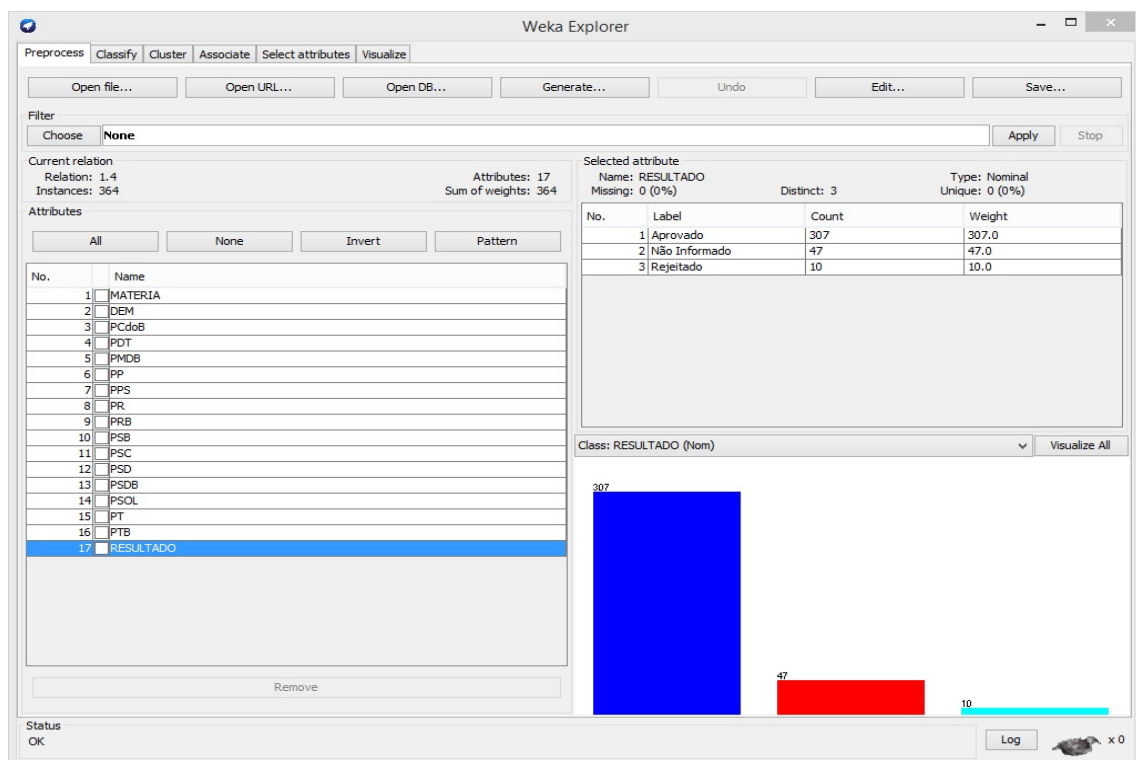 Weka Explorer
Preprocess Classify Cluster Associate Select attributes Visualize
Open file... Open URL... Open DB... Generate... Undo Edit... Save...
Filter
Choose None Apply Stop
Current relation
Relation: 1.4 Attributes: 17
Instances: 364 Sum of weights: 364
Attributes
All None Invert Pattern
No. Name
1 MATERIA
2 DEM
3 PCdoB
4 PDT
5 PMDB
6 PP
7 PPS
8 PR
9 PRB
10 PSB
11 PSC
12 PSD
13 PSDB
14 PSOL
15 PT
16 PTB
17 RESULTADO
Remove
Selected attribute
Name: RESULTADO Type: Nominal
Missing: 0 (0%) Distinct: 3 Unique: 0 (0%)
No. Label Count Weight
1 Aprovado 307 307.0
2 Não Informado 47 47.0
3 Rejeitado 10 10.0
Class: RESULTADO (Nom) Visualize All
307
47
10
Status
OK
Log x 0